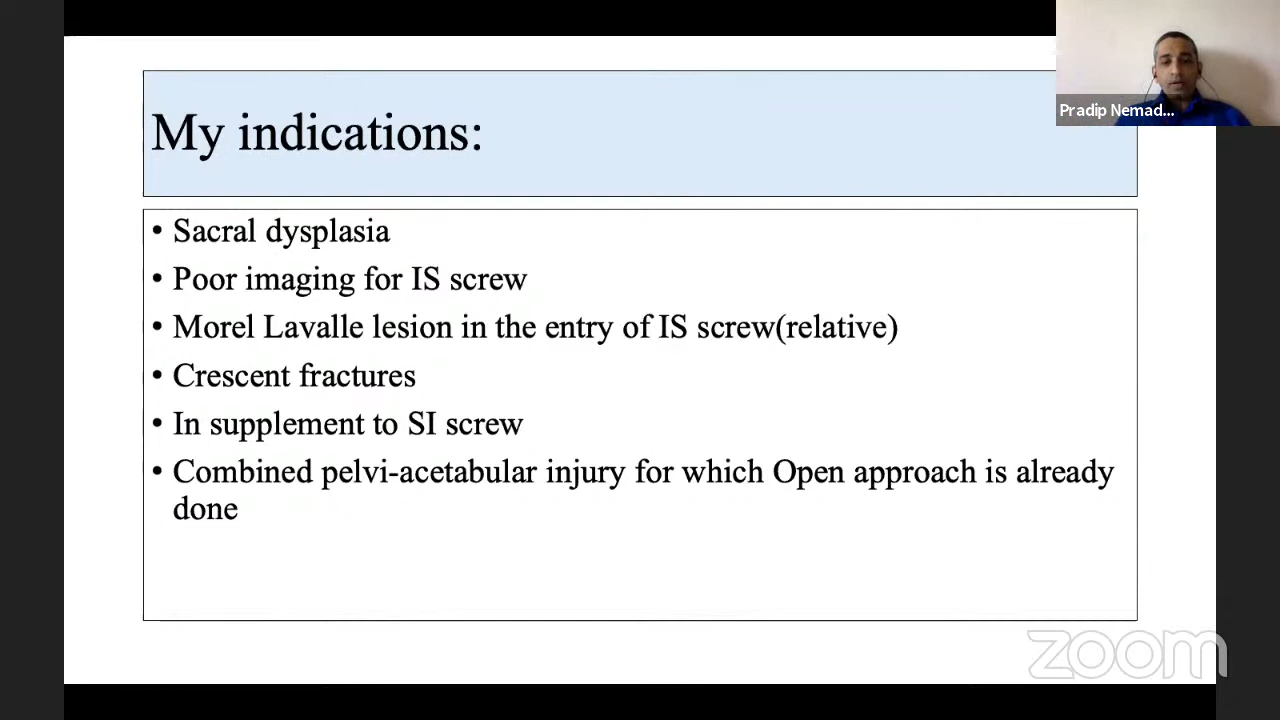 Pradip Nemad...
My indications:
• Sacral dysplasia
• Poor imaging for IS screw
• Morel Lavalle lesion in the entry of IS screw(relative)
• Crescent fractures
• In supplement to SI screw
• Combined pelvi-acetabular injury for which Open approach is already
done
zoom